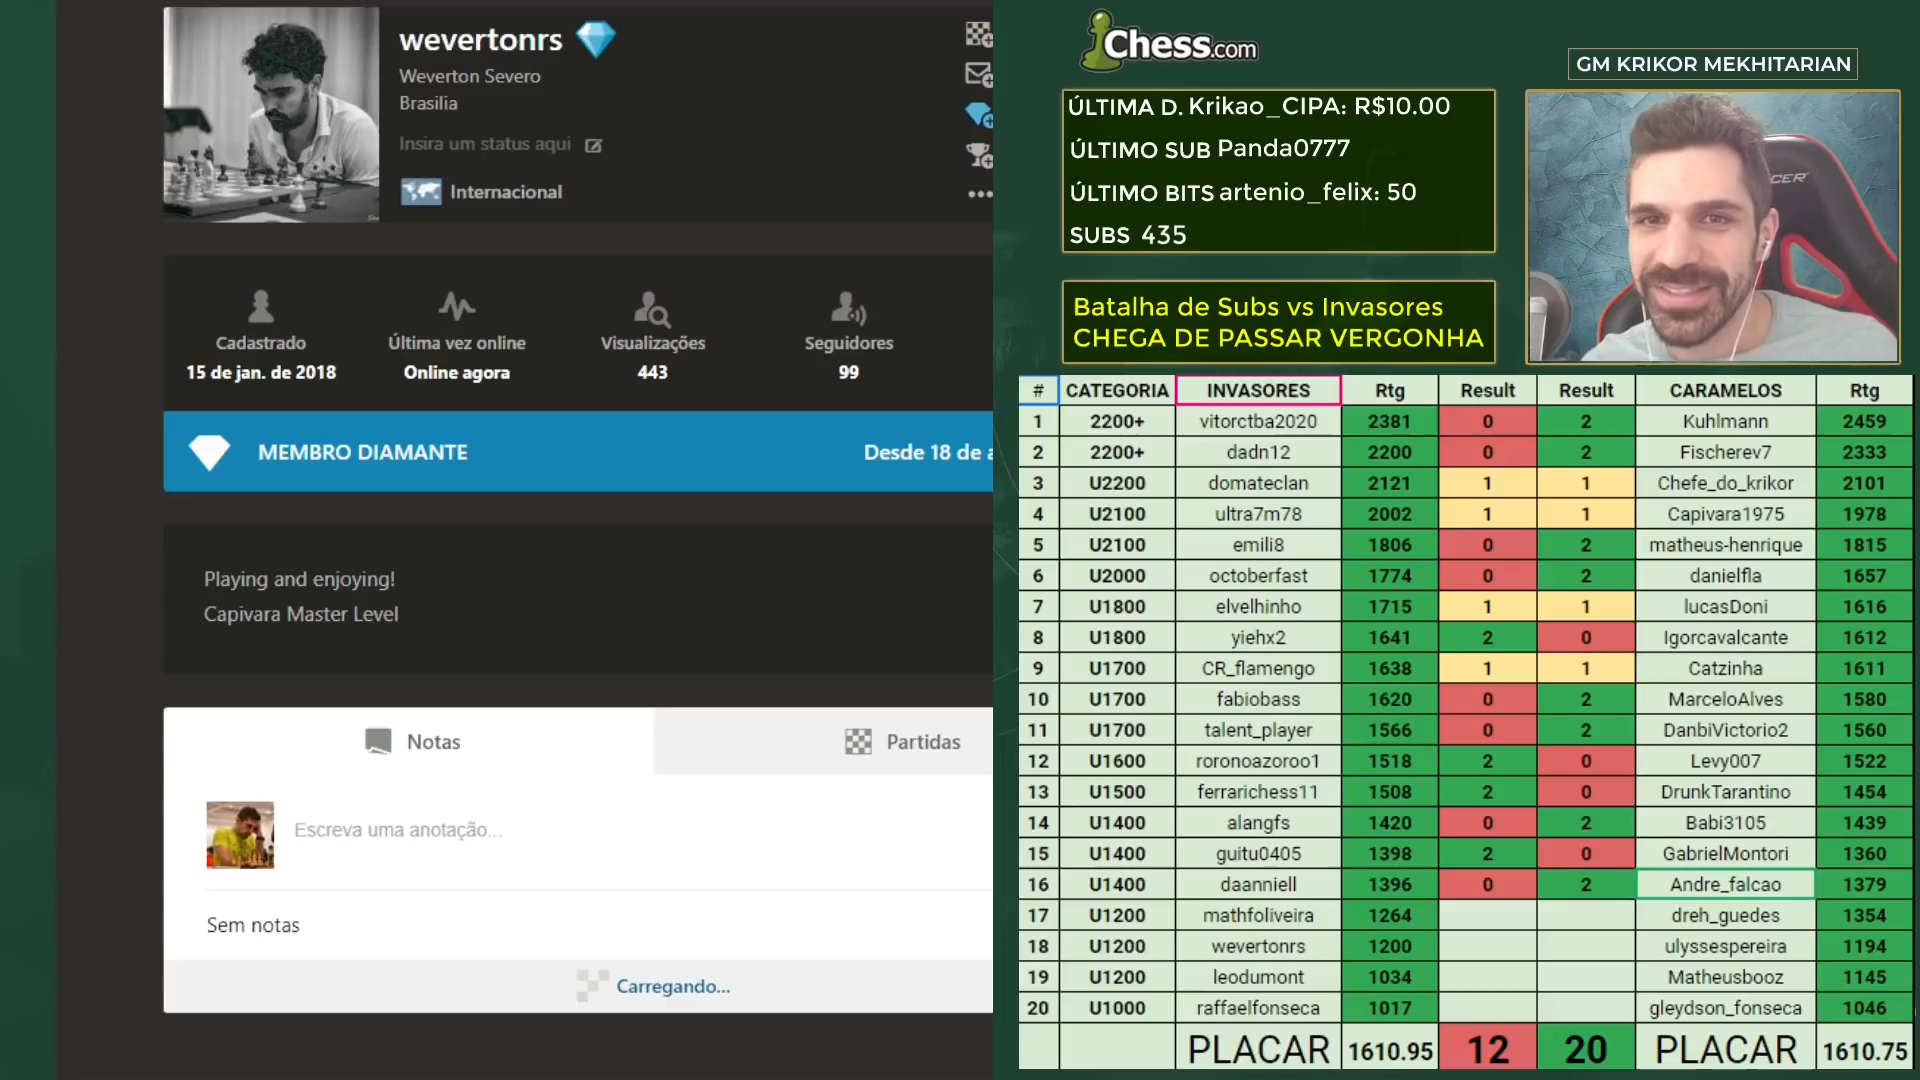 wevertonrs
Weverton Severo
Brasilia
Insira um status aqui
Internacional
Cadastrado
15 de jan. de 2018
Última vez online
Online agora
Visualizações
443
Seguidores
99
MEMBRO DIAMANTE
Desde 18 de a
Playing and enjoying!
Capivara Master Level
Notas
Partidas
Escreva uma anotação...
Sem notas
Carregando...
Chess.com
ÚLTIMA D. Krikao_CIPA: R$10.00
ÚLTIMO SUB Panda0777
ÚLTIMO BITS artenio_felix: 50
SUBS 435
GM KRIKOR MEKHITARIAN
CER
Batalha de Subs vs Invasores
CHEGA DE PASSAR VERGONHA
# CATEGORIA INVASORES Rtg Result Result CARAMELOS Rtg
1 2200+ vitorctba2020 2381 0 2 Kuhlmann 2459
2 2200+ dadn12 2200 0 2 Fischerev7 2333
3 U2200 domateclan 2121 1 1 Chefe_do_krikor 2101
4 U2100 ultra7m78 2002 1 1 Capivara1975 1978
5 U2100 emili8 1806 0 2 matheus-henrique 1815
6 U2000 octoberfast 1774 0 2 danielfla 1657
7 U1800 elvelhinho 1715 1 1 lucasDoni 1616
8 U1800 yiehx2 1641 2 0 Igorcavalcante 1612
9 U1700 CR_flamengo 1638 1 1 Catzinha 1611
10 U1700 fabiobass 1620 0 2 MarceloAlves 1580
11 U1700 talent_player 1566 0 2 DanbiVictorio2 1560
12 U1600 roronoazoroo1 1518 2 0 Levy007 1522
13 U1500 ferrarichess11 1508 2 0 DrunkTarantino 1454
14 U1400 alangfs 1420 0 2 Babi3105 1439
15 U1400 guitu0405 1398 2 0 GabrielMontori 1360
16 U1400 daanniell 1396 0 2 Andre_falcao 1379
17 U1200 mathfoliveira 1264 dreh_guedes 1354
18 U1200 wevertonrs 1200 ulyssespereira 1194
19 U1200 leodumont 1034 Matheusbooz 1145
20 U1000 raffaelfonseca 1017 gleydson_fonseca 1046
PLACAR 1610.95 12 20 PLACAR 1610.75